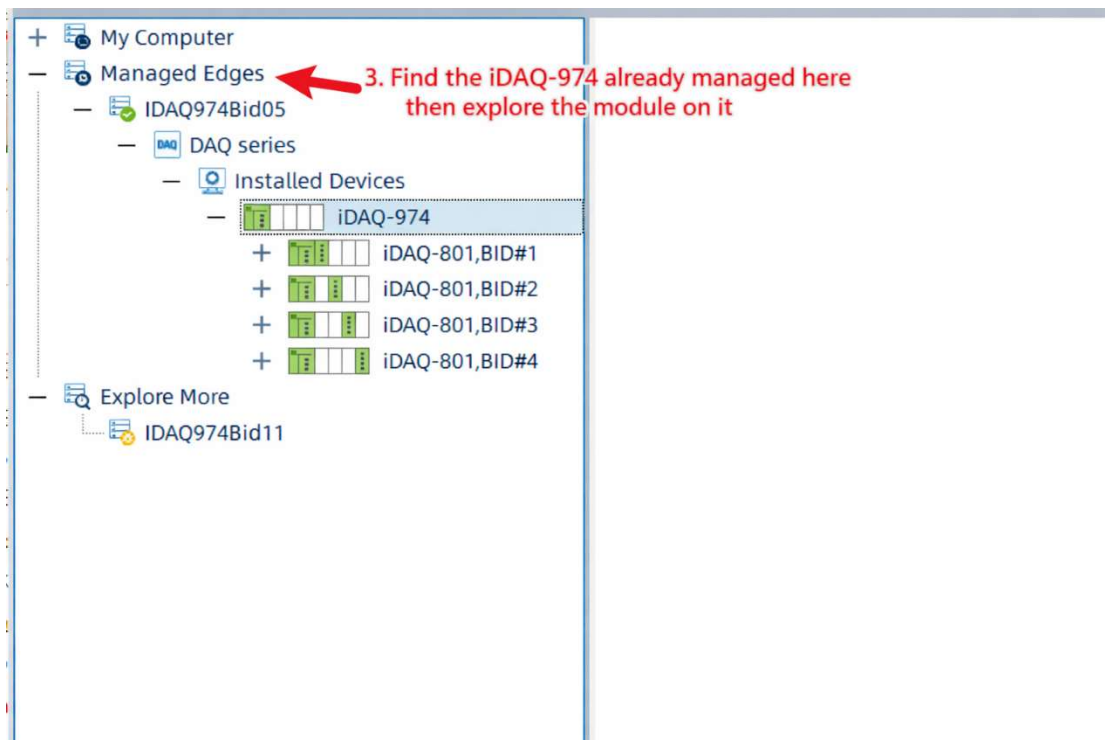 My Computer
Managed Edges
3. Find the iDAQ-974 already managed here
then explore the module on it
IDAQ974Bid05
DAQ
DAQ series
Installed Devices
iDAQ-974
iDAQ-801,BID#1
iDAQ-801,BID#2
iDAQ-801,BID#3
iDAQ-801,BID#4
Explore More
IDAQ974Bid11